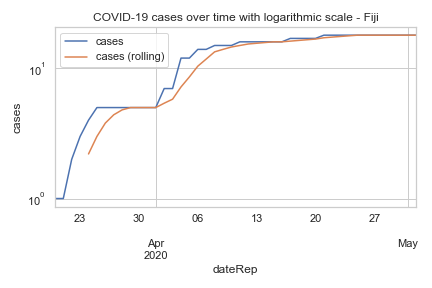 COVID-19 cases over time with logarithmic scale - Fiji
cases
cases (rolling)
10¹
10⁰
cases
23 30 06 13 20 27
Apr May
2020
dateRep